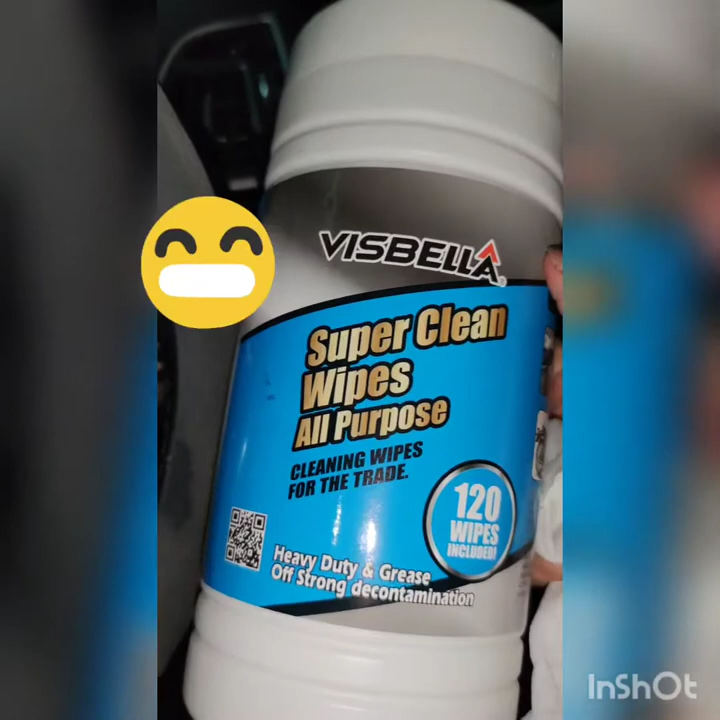 VISBELLA
Super Clean
Wipes
All Purpose
CLEANING WIPES
FOR THE TRADE.
120
WIPES
INCLUDED!
Heavy Duty & Grease
Off Strong decontamination
InShOt